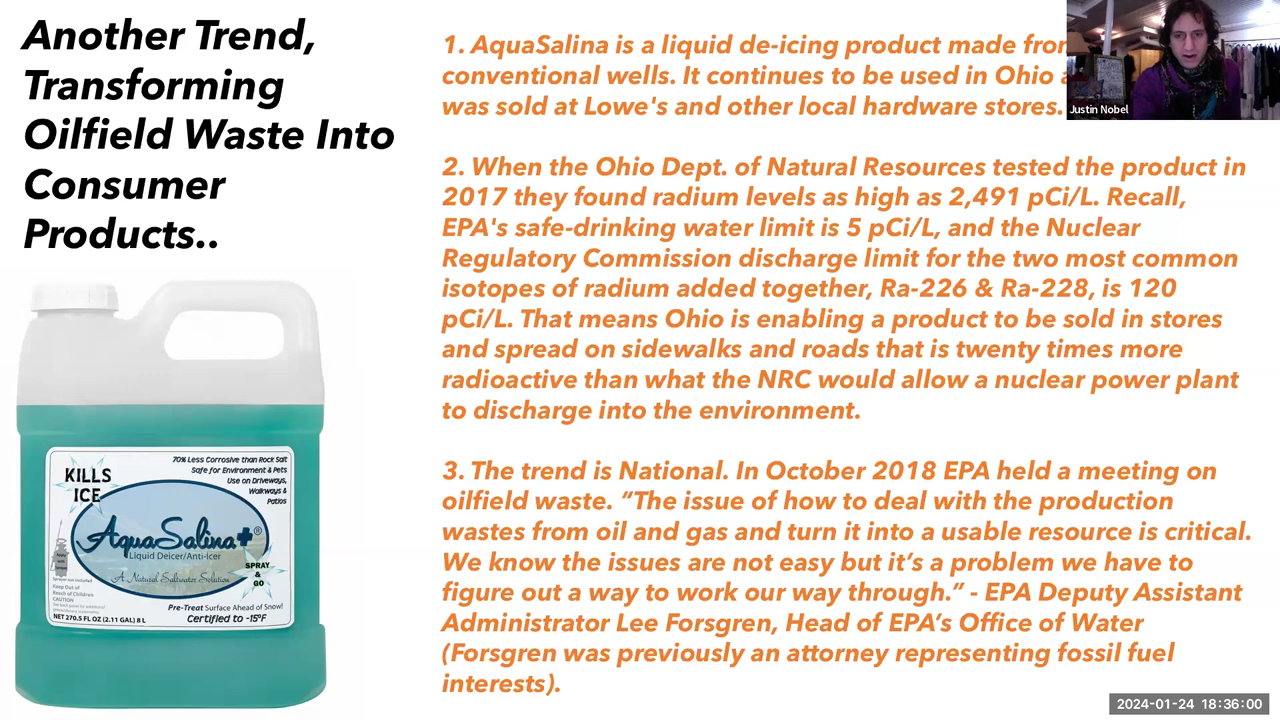 Another Trend,
Transforming
Oilfield Waste Into
Consumer
Products..
1. AquaSalina is a liquid de-icing product made from
conventional wells. It continues to be used in Ohio
was sold at Lowe's and other local hardware stores.
2. When the Ohio Dept. of Natural Resources tested the product in
2017 they found radium levels as high as 2,491 pCi/L. Recall,
EPA's safe-drinking water limit is 5 pCi/L, and the Nuclear
Regulatory Commission discharge limit for the two most common
isotopes of radium added together, Ra-226 & Ra-228, is 120
pCi/L. That means Ohio is enabling a product to be sold in stores
and spread on sidewalks and roads that is twenty times more
radioactive than what the NRC would allow a nuclear power plant
to discharge into the environment.
3. The trend is National. In October 2018 EPA held a meeting on
oilfield waste. “The issue of how to deal with the production
wastes from oil and gas and turn it into a usable resource is critical.
We know the issues are not easy but it’s a problem we have to
figure out a way to work our way through.” - EPA Deputy Assistant
Administrator Lee Forsgren, Head of EPA’s Office of Water
(Forsgren was previously an attorney representing fossil fuel
interests).
Justin Nobel
KILLS
ICE
70% Less Corrosive than Rock Salt
Safe for Environment & Pets
Use on Driveways,
Walkways &
Patios
AquaSalina+®
Liquid Deicer/Anti-Icer
A Natural Saltwater Solution
SPRAY
&
GO
Keep Out of
Reach of Children
CAUTION
Pre-Treat Surface Ahead of Snow!
Certified to -15°F
NET 270.5 FL OZ (2.11 GAL) 8 L
2024-01-24 18:36:00